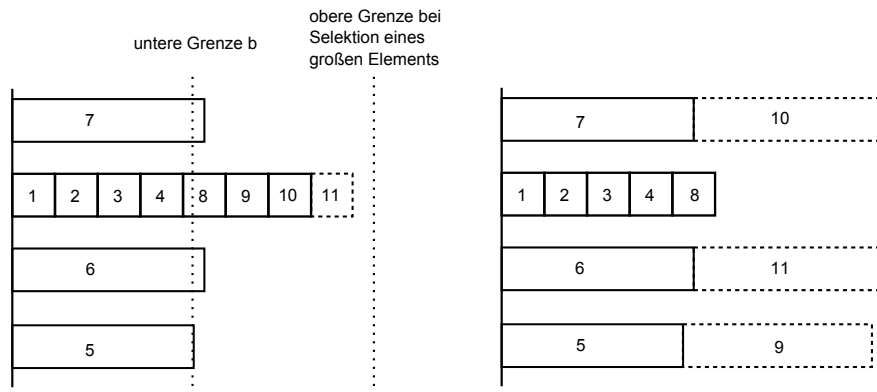 obere Grenze bei
Selektion eines
großen Elements
untere Grenze b
7
1 2 3 4 8 9 10 11
6
5
7 10
1 2 3 4 8
6 11
5 9